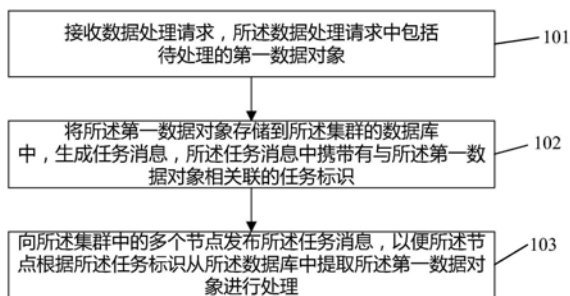 接收数据处理请求，所述数据处理请求中包括
待处理的第一数据对象
101
将所述第一数据对象存储到所述集群的数据库
中，生成任务消息，所述任务消息中携带有与所述第一数
据对象相关联的任务标识
102
向所述集群中的多个节点发布所述任务消息，以便所述节
点根据所述任务标识从所述数据库中提取所述第一数据对
象进行处理
103